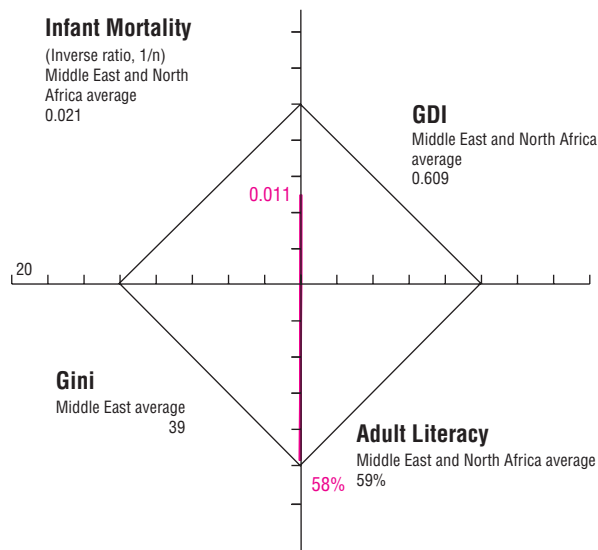 Infant Mortality
(Inverse ratio, 1/n)
Middle East and North
Africa average
0.021
GDI
Middle East and North Africa
average
0.609
0.011
20
Gini
Middle East average
39
Adult Literacy
Middle East and North Africa average
59%
58%